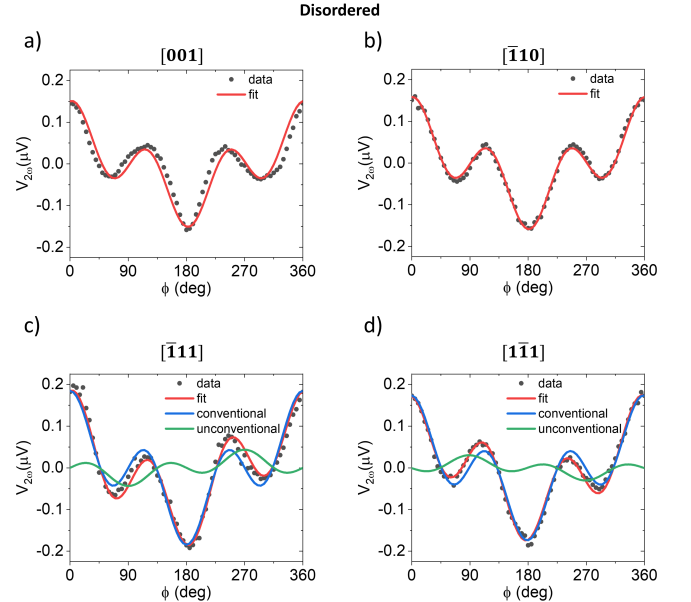 Disordered
a)
[001]
0.2
0.1
0.0
-0.1
-0.2
V2ω(μV)
data
fit
0 90 180 270 360
ϕ (deg)
b)
[1̅10]
0.2
0.1
0.0
-0.1
-0.2
V2ω(μV)
data
fit
0 90 180 270 360
ϕ (deg)
c)
[1̅11]
0.2
0.1
0.0
-0.1
-0.2
V2ω(μV)
data
fit
conventional
unconventional
0 90 180 270 360
ϕ (deg)
d)
[11̅1]
0.2
0.1
0.0
-0.1
-0.2
V2ω(μV)
data
fit
conventional
unconventional
0 90 180 270 360
ϕ (deg)